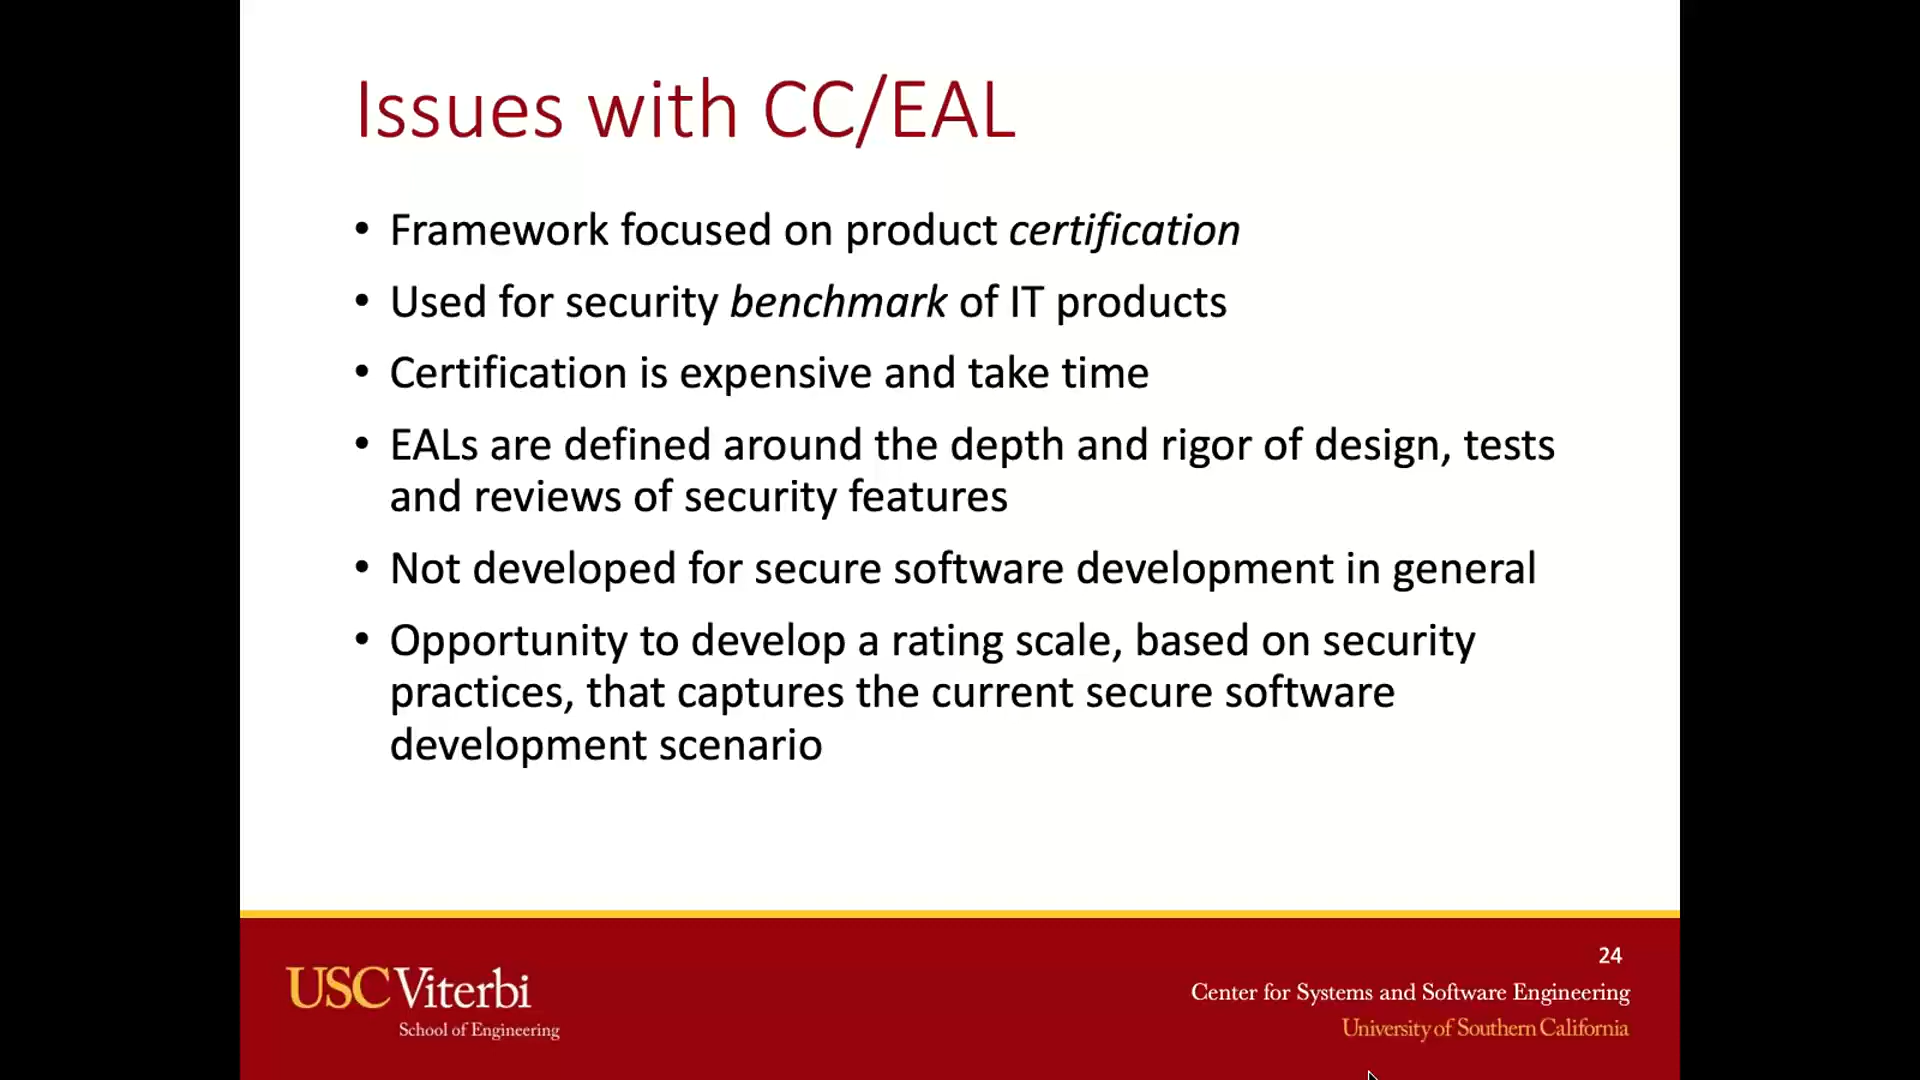 Issues with CC/EAL
• Framework focused on product certification
• Used for security benchmark of IT products
• Certification is expensive and take time
• EALs are defined around the depth and rigor of design, tests
and reviews of security features
• Not developed for secure software development in general
• Opportunity to develop a rating scale, based on security
practices, that captures the current secure software
development scenario
24
USC Viterbi
School of Engineering
Center for Systems and Software Engineering
University of Southern California